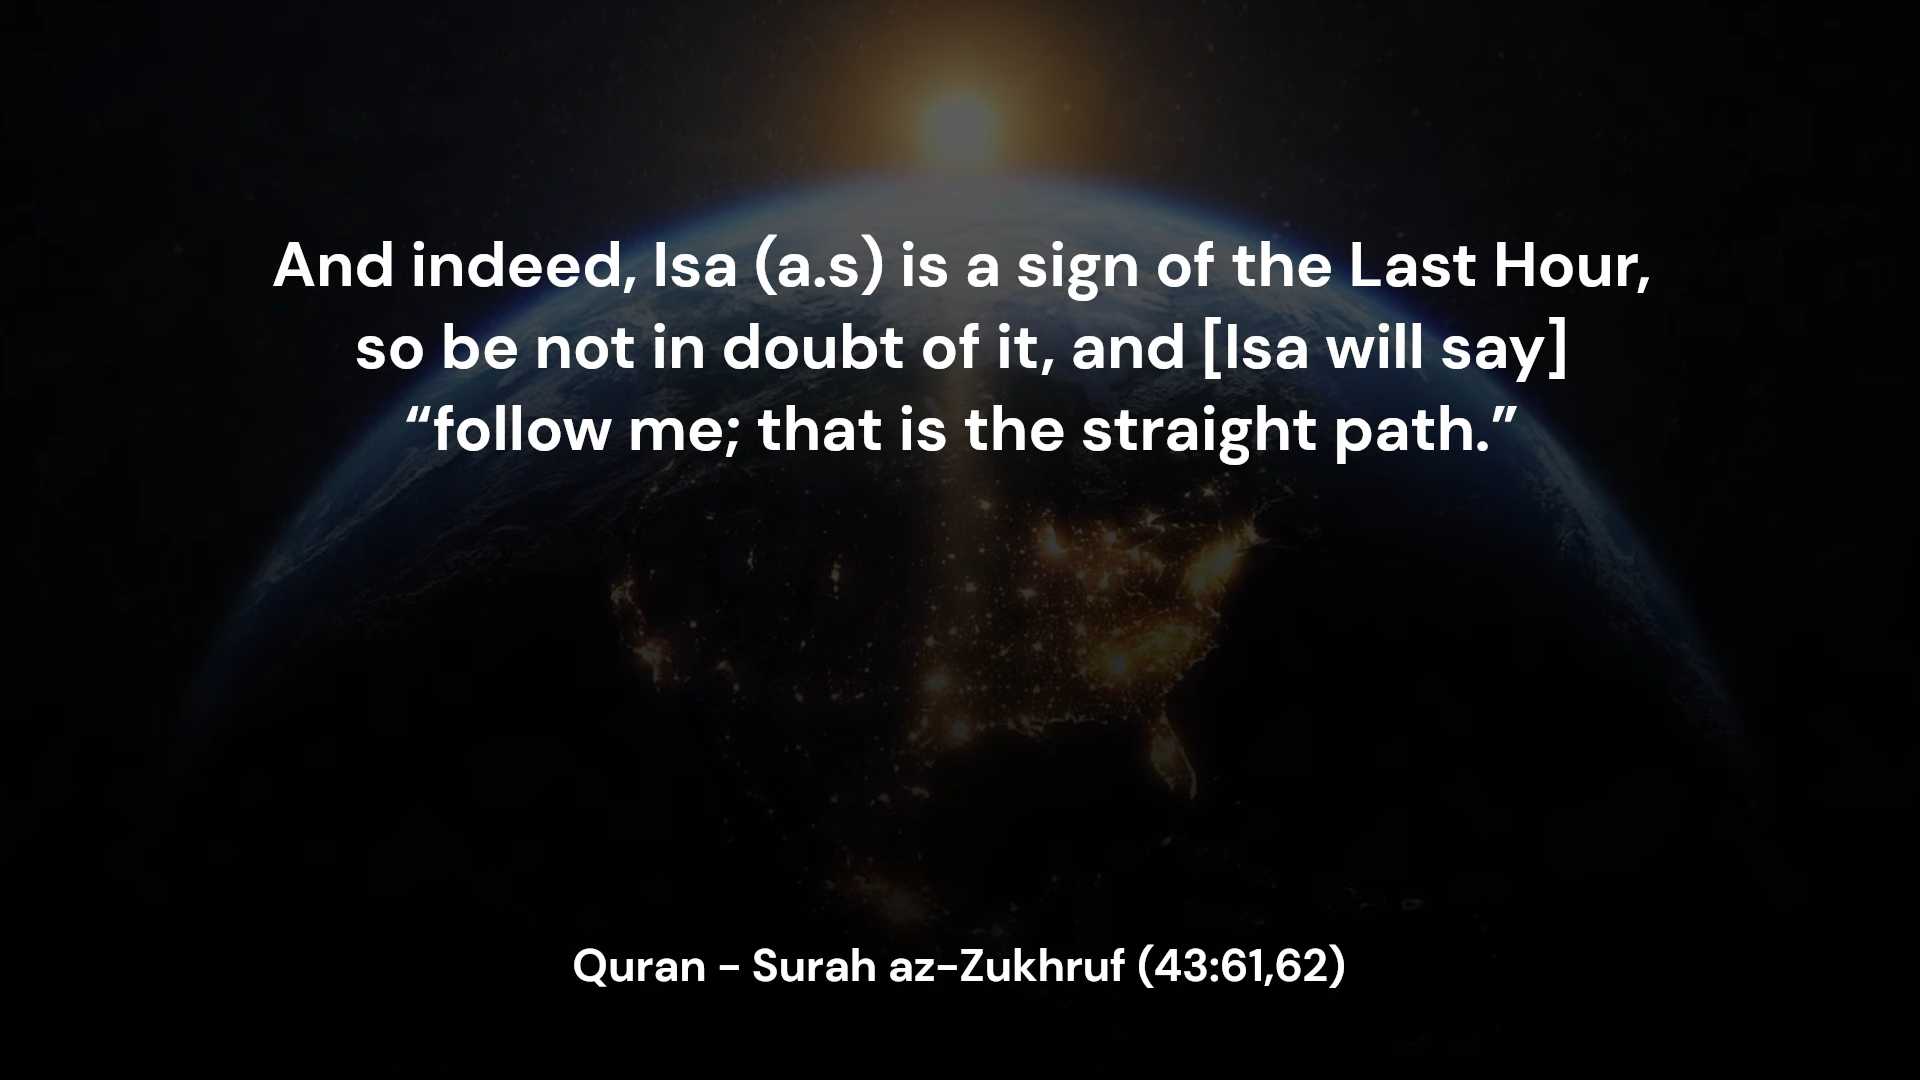 And indeed, Isa (a.s) is a sign of the Last Hour,
so be not in doubt of it, and [Isa will say]
“follow me; that is the straight path.”
Quran - Surah az-Zukhruf (43:61,62)